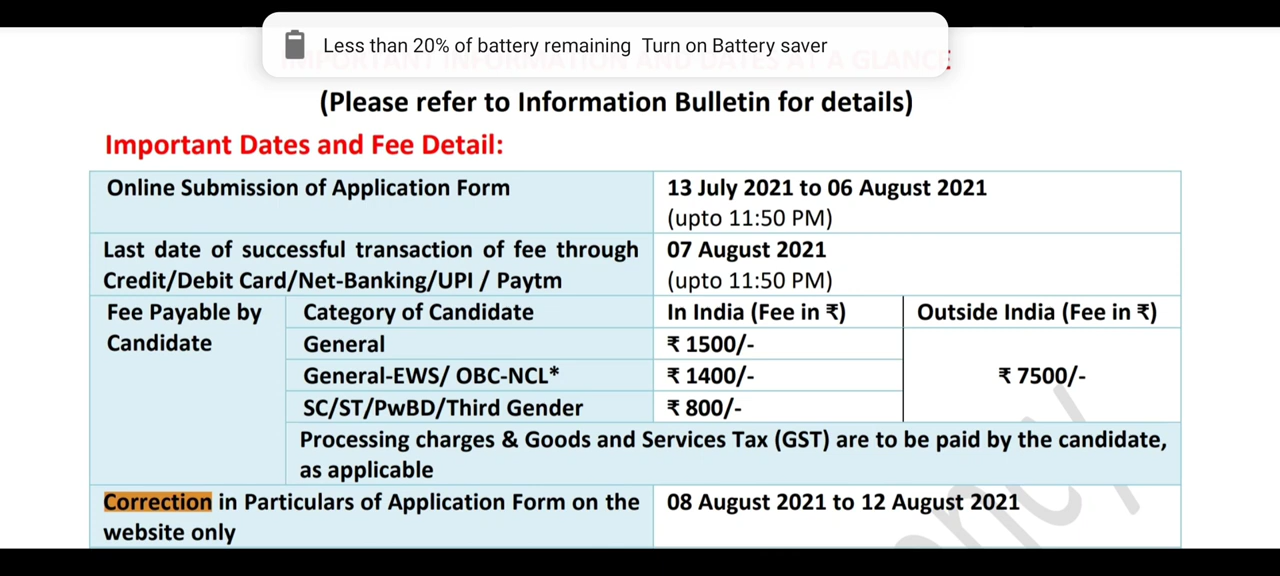 Less than 20% of battery remaining Turn on Battery saver
IMPORTANT INFORMATION AND DATES AT A GLANCE
(Please refer to Information Bulletin for details)
Important Dates and Fee Detail:
Online Submission of Application Form
13 July 2021 to 06 August 2021
(upto 11:50 PM)
Last date of successful transaction of fee through
Credit/Debit Card/Net-Banking/UPI / Paytm
07 August 2021
(upto 11:50 PM)
Fee Payable by
Candidate
Category of Candidate
In India (Fee in ₹)
Outside India (Fee in ₹)
General
₹ 1500/-
General-EWS/ OBC-NCL*
₹ 1400/-
₹ 7500/-
SC/ST/PwBD/Third Gender
₹ 800/-
Processing charges & Goods and Services Tax (GST) are to be paid by the candidate,
as applicable
Correction in Particulars of Application Form on the
website only
08 August 2021 to 12 August 2021